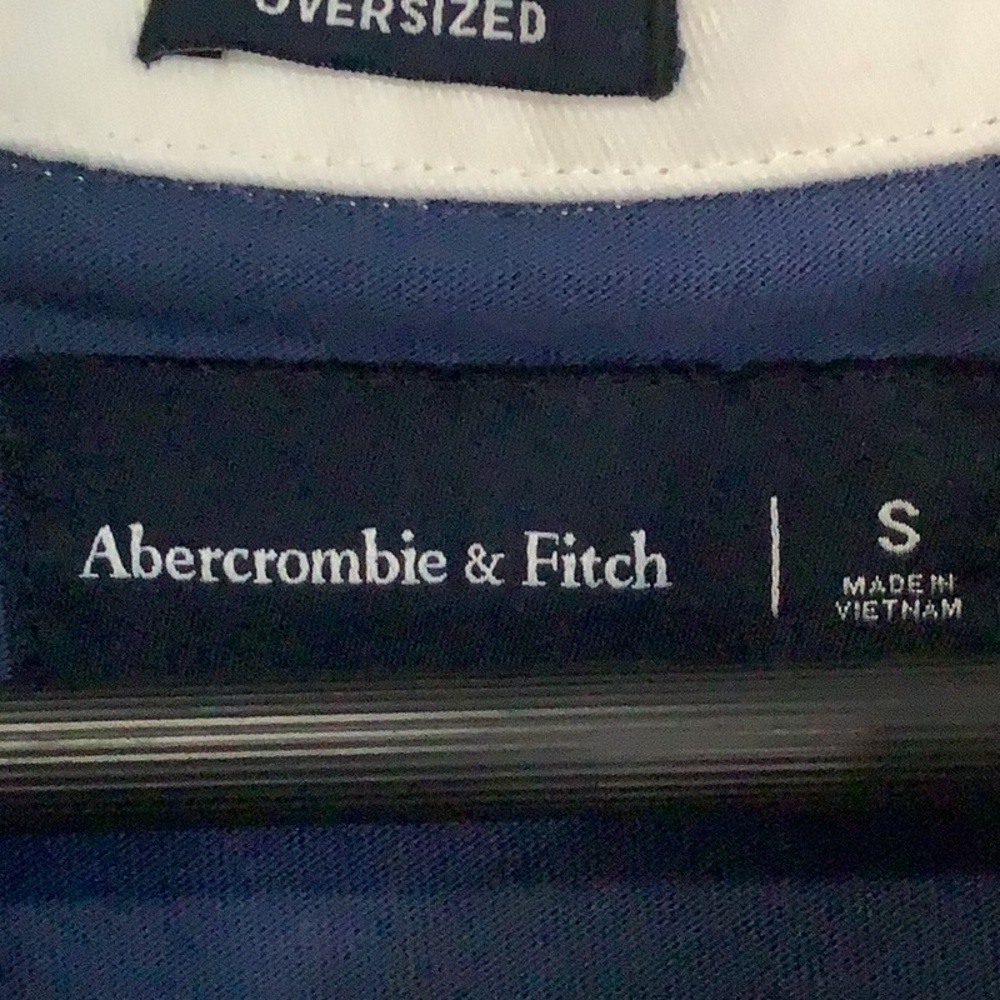 OVERSIZED
Abercrombie & Fitch
S
MADE IN
VIETNAM